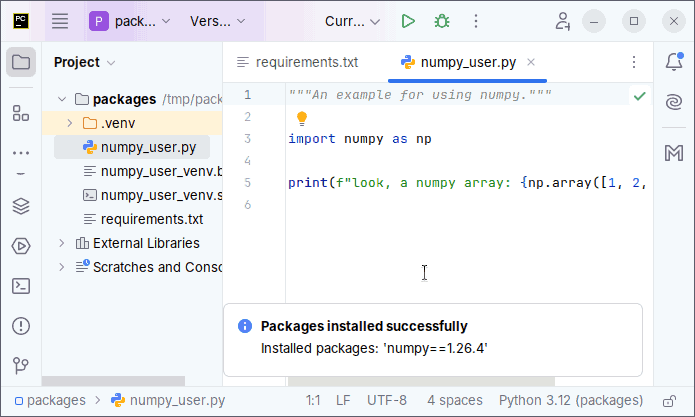 PC
P pack...
Vers...
Curr...
Project
requirements.txt
numpy_user.py
packages /tmp/pack
.venv
numpy_user.py
numpy_user_venv.b
numpy_user_venv.s
requirements.txt
External Libraries
Scratches and Conso
1 """An example for using numpy."""
2
3 import numpy as np
4
5 print(f"look, a numpy array: {np.array([1, 2,
6
Packages installed successfully
Installed packages: 'numpy==1.26.4'
packages > numpy_user.py 1:1 LF UTF-8 4 spaces Python 3.12 (packages)